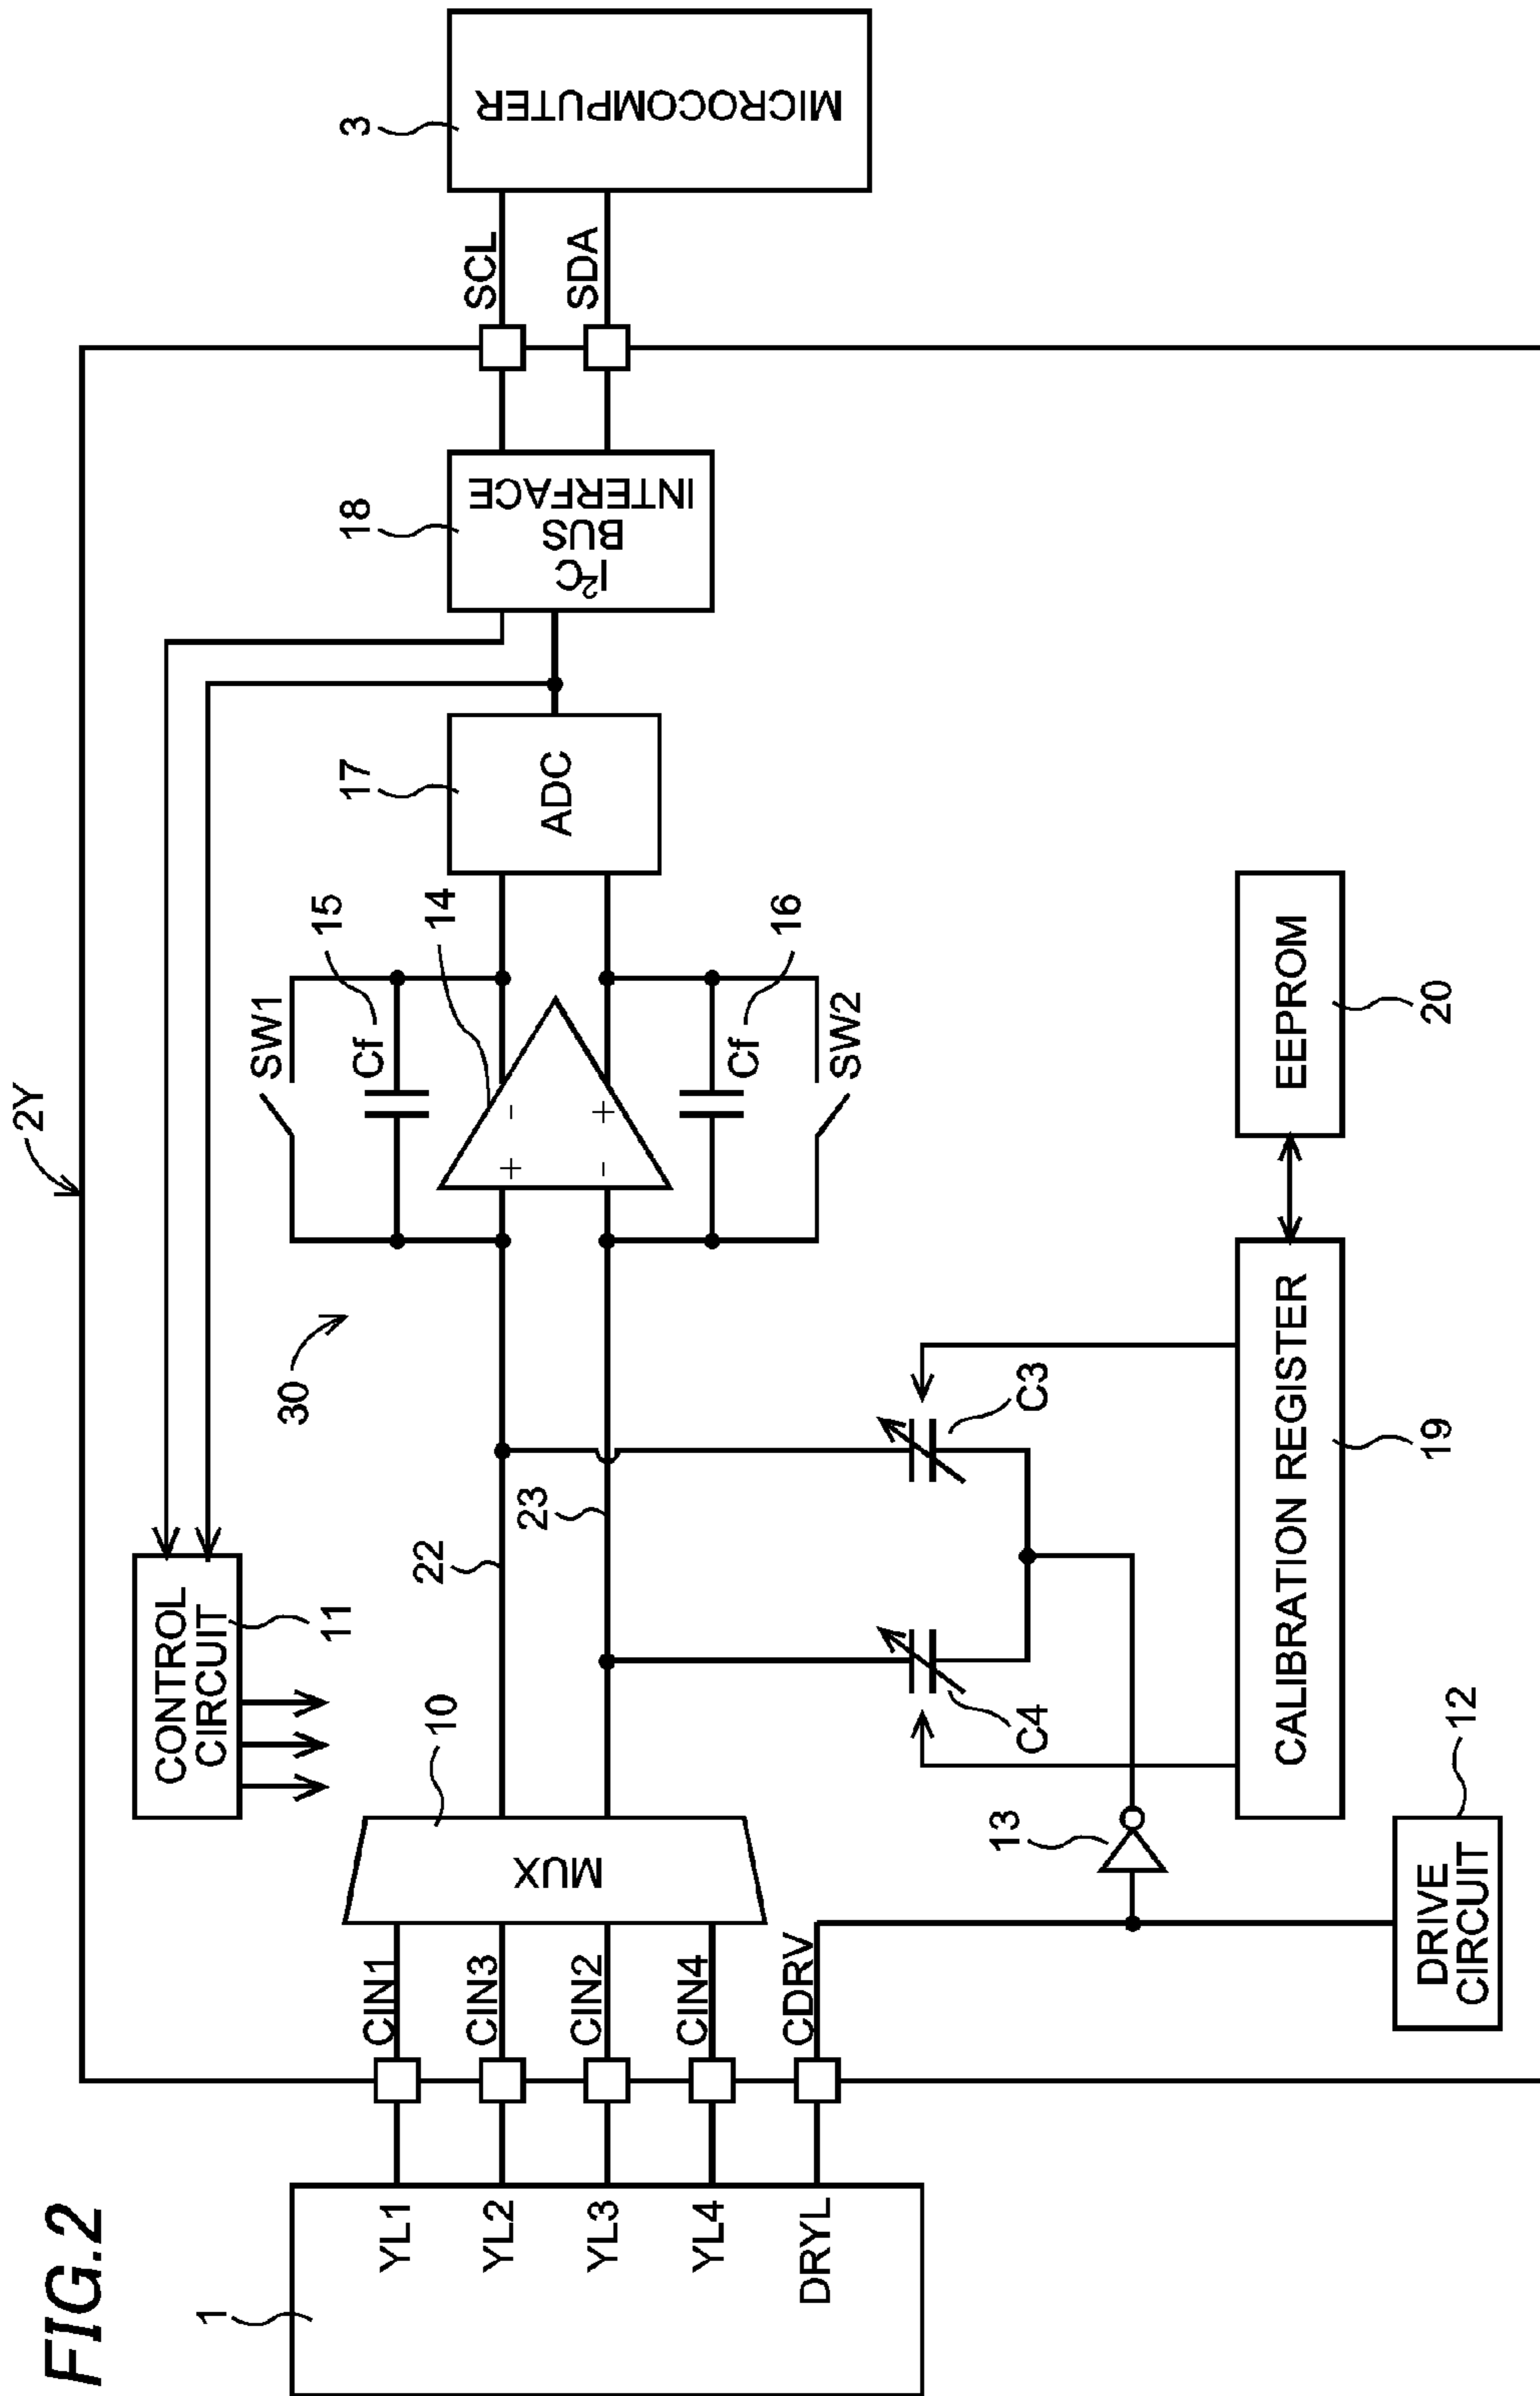 FIG.2
2Y
1
YL1
YL2
YL3
YL4
DRYL
CIN1
CIN3
CIN2
CIN4
CDRV
MUX
10
CONTROL
CIRCUIT
11
22
23
30
SW1
Cf
15
14
+
-
-
+
Cf
16
SW2
ADC
17
I²C
BUS
INTERFACE
18
SCL
SDA
MICROCOMPUTER
3
C4
C3
13
DRIVE
CIRCUIT
12
CALIBRATION REGISTER
19
EEPROM
20